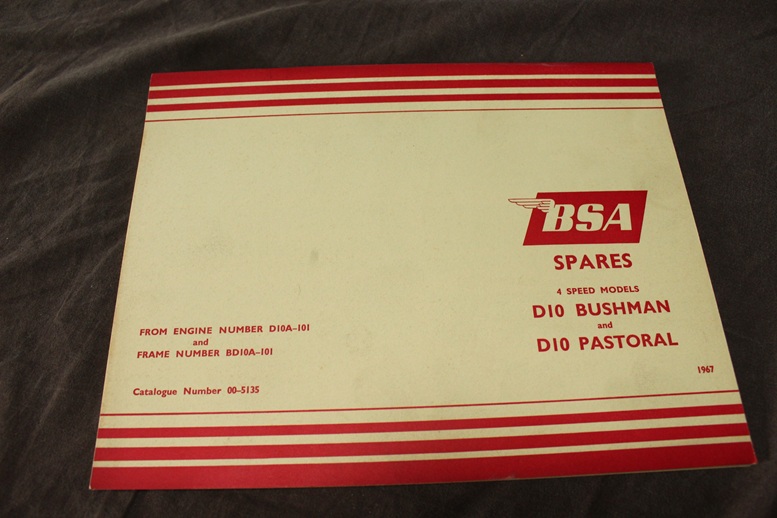 BSA
SPARES
4 SPEED MODELS
D10 BUSHMAN
and
D10 PASTORAL
1967
FROM ENGINE NUMBER D10A-101
and
FRAME NUMBER BD10A-101
Catalogue Number 00-5135